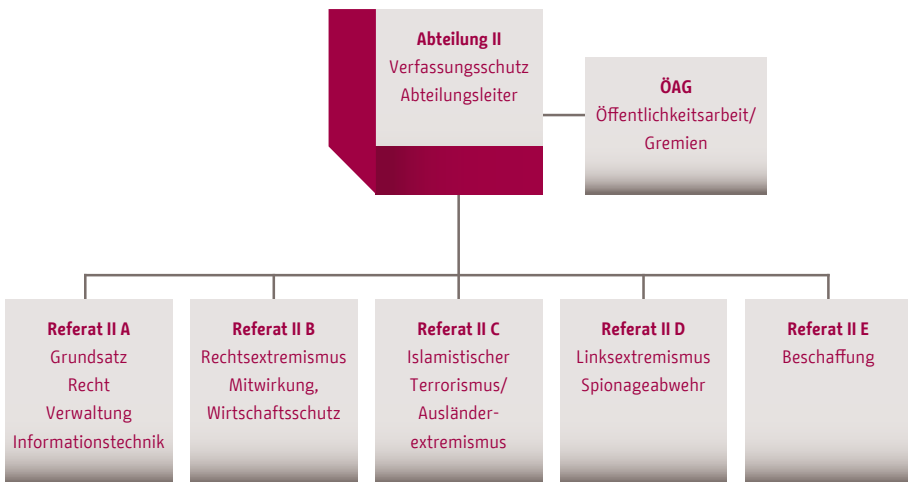 Abteilung II
Verfassungsschutz
Abteilungsleiter
ÖAG
Öffentlichkeitsarbeit/
Gremien
Referat II A
Grundsatz
Recht
Verwaltung
Informationstechnik
Referat II B
Rechtsextremismus
Mitwirkung,
Wirtschaftsschutz
Referat II C
Islamistischer
Terrorismus/
Ausländer-
extremismus
Referat II D
Linksextremismus
Spionageabwehr
Referat II E
Beschaffung